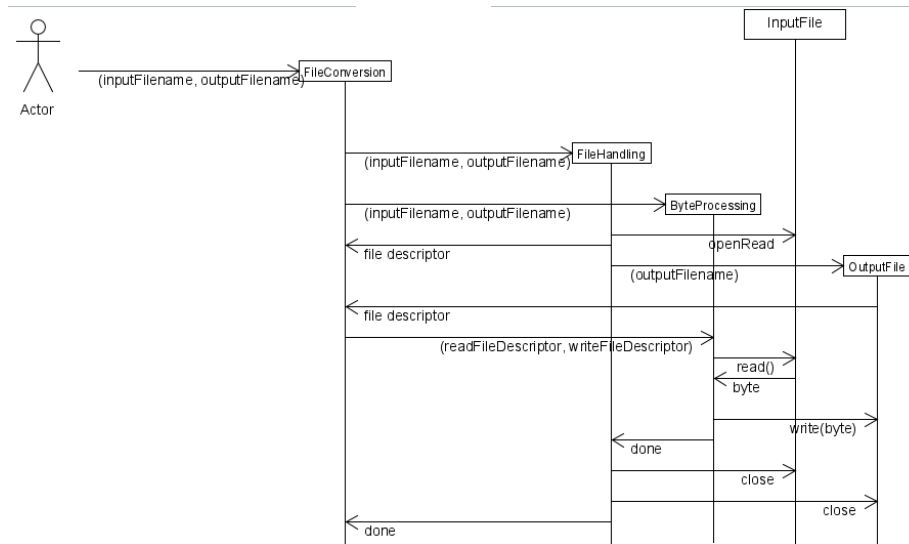 InputFile
Actor
(inputFilename, outputFilename)
FileConversion
(inputFilename, outputFilename)
FileHandling
(inputFilename, outputFilename)
ByteProcessing
openRead
file descriptor
(outputFilename)
OutputFile
file descriptor
(readFileDescriptor, writeFileDescriptor)
read()
byte
write(byte)
done
close
close
done